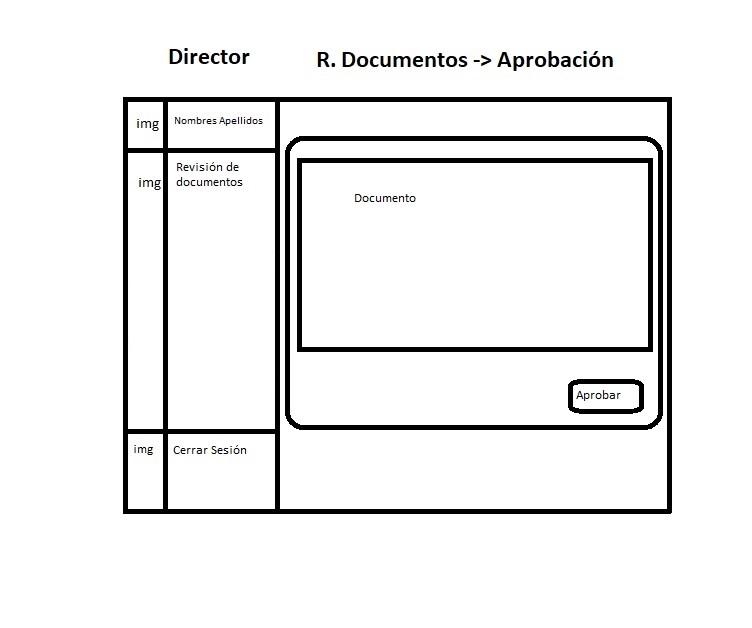 Director
R. Documentos -> Aprobación
img
Nombres Apellidos
img
Revisión de
documentos
Documento
Aprobar
img
Cerrar Sesión